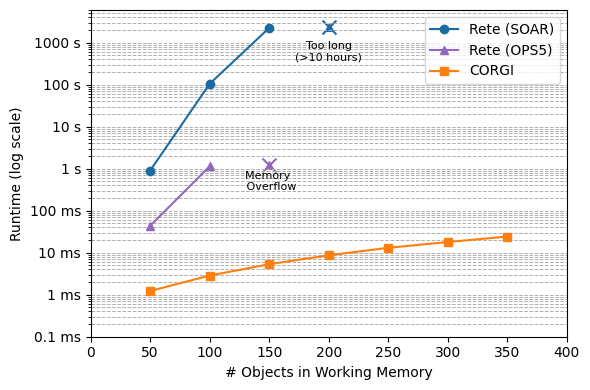 1000 s
100 s
10 s
1 s
100 ms
10 ms
1 ms
0.1 ms
Runtime (log scale)
Too long
(>10 hours)
Memory
Overflow
Rete (SOAR)
Rete (OPS5)
CORGI
0 50 100 150 200 250 300 350 400
# Objects in Working Memory